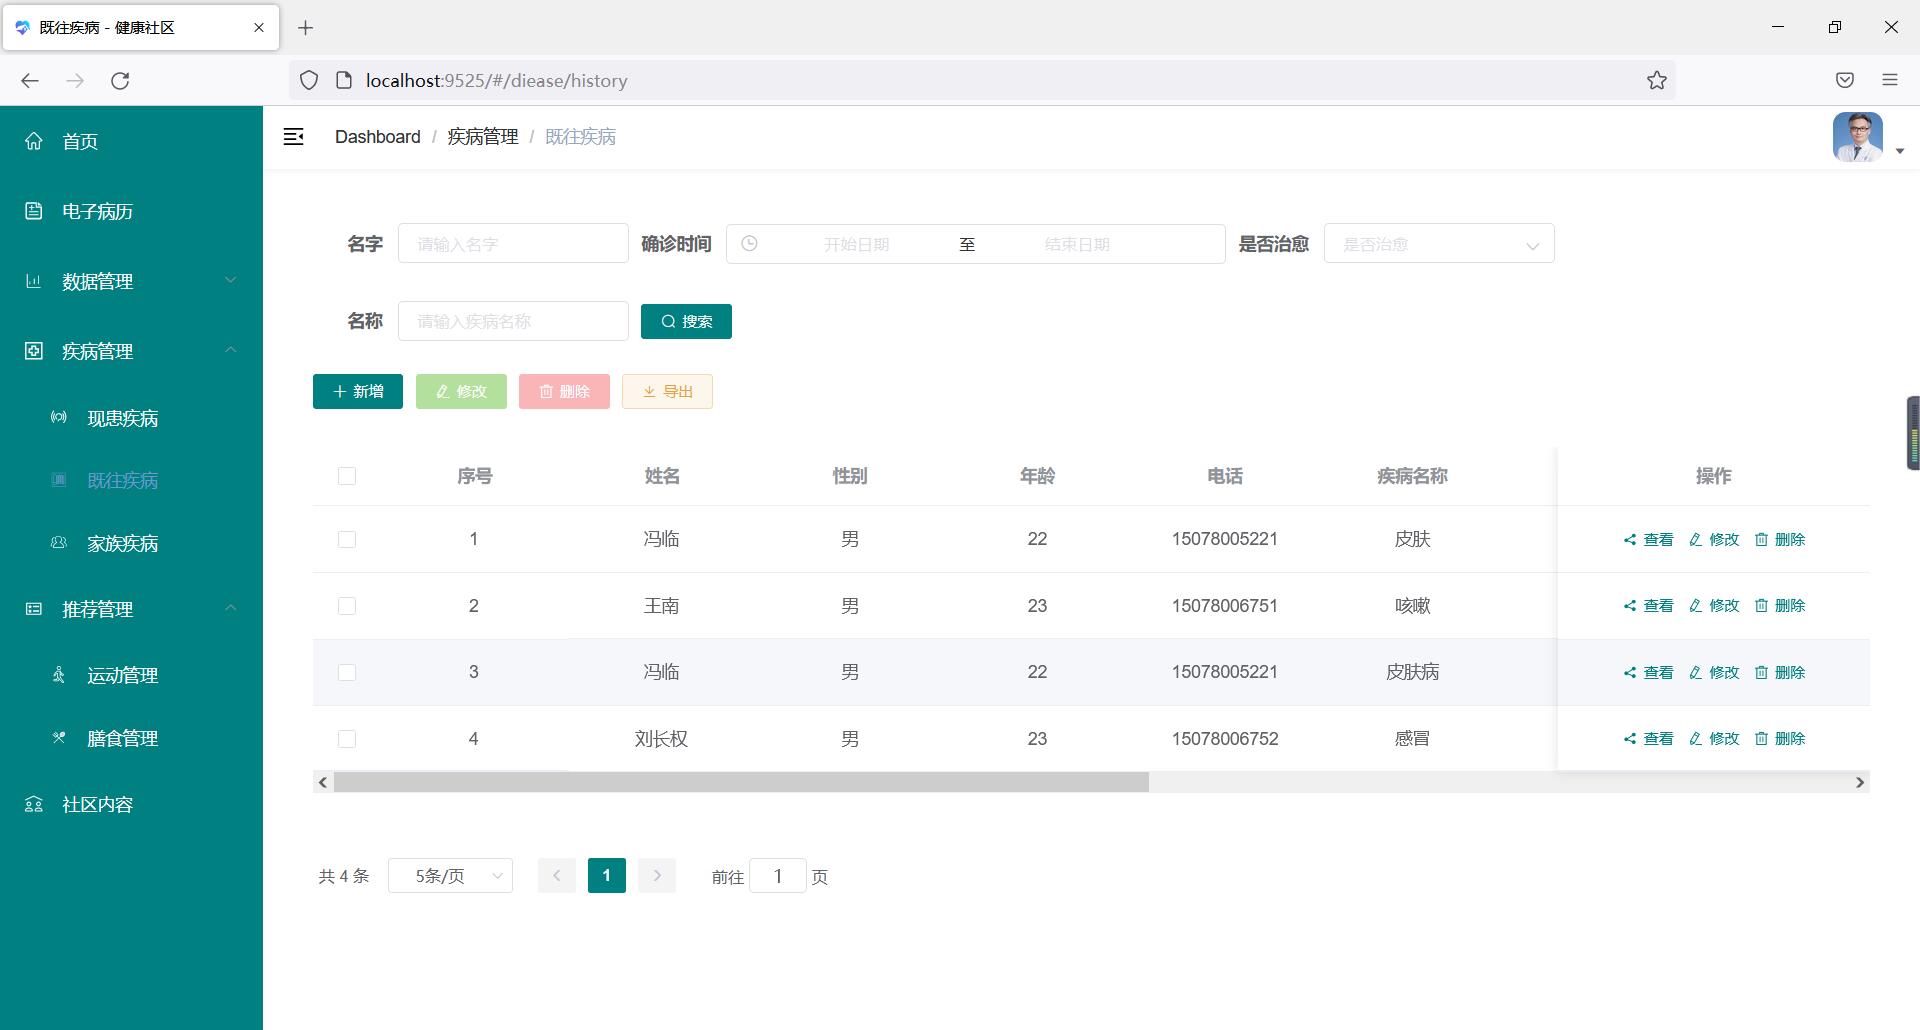 既往疾病 - 健康社区
localhost:9525/#/diease/history
首页
电子病历
数据管理
疾病管理
现患疾病
既往疾病
家族疾病
推荐管理
运动管理
膳食管理
社区内容
Dashboard / 疾病管理 / 既往疾病
名字 请输入名字 确诊时间 开始日期 至 结束日期 是否治愈 是否治愈
名称 请输入疾病名称 搜索
新增 修改 删除 导出
序号 姓名 性别 年龄 电话 疾病名称 操作
1 冯临 男 22 15078005221 皮肤 查看 修改 删除
2 王南 男 23 15078006751 咳嗽 查看 修改 删除
3 冯临 男 22 15078005221 皮肤病 查看 修改 删除
4 刘长权 男 23 15078006752 感冒 查看 修改 删除
共 4 条 5条/页 1 前往 1 页